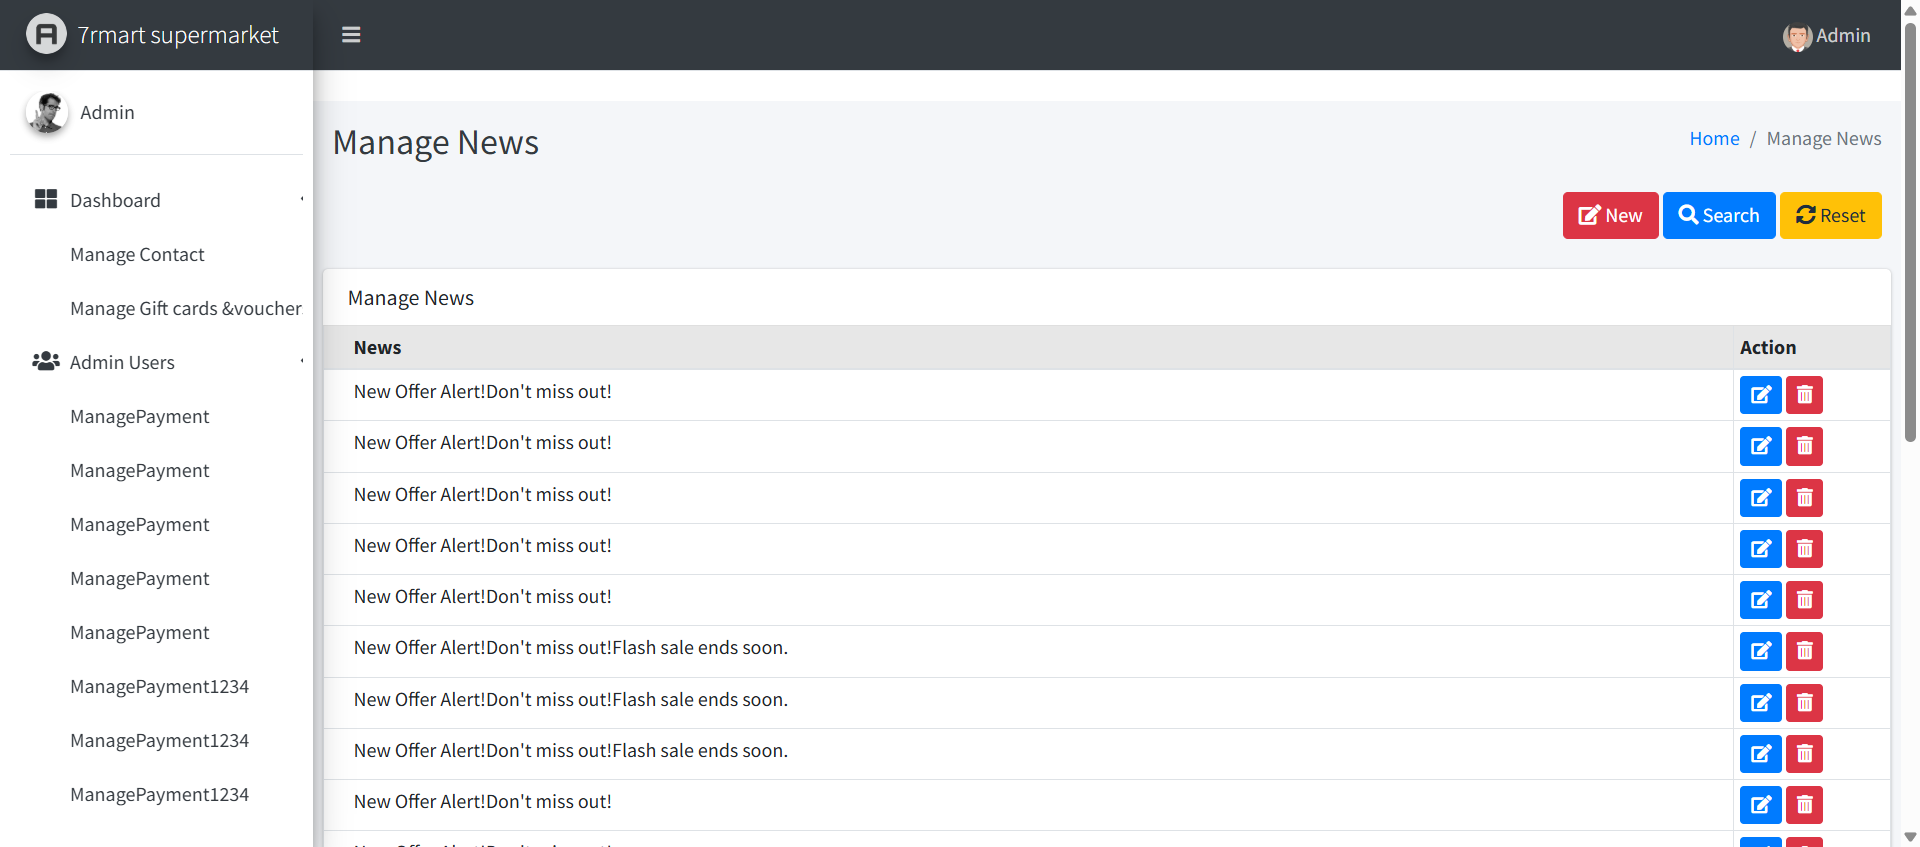 7rmart supermarket
Admin
Admin
Manage News
Home / Manage News
Dashboard
Manage Contact
Manage Gift cards &voucher
Admin Users
ManagePayment
ManagePayment
ManagePayment
ManagePayment
ManagePayment
ManagePayment1234
ManagePayment1234
ManagePayment1234
New
Search
Reset
Manage News
News Action
New Offer Alert!Don't miss out!
New Offer Alert!Don't miss out!
New Offer Alert!Don't miss out!
New Offer Alert!Don't miss out!
New Offer Alert!Don't miss out!
New Offer Alert!Don't miss out!Flash sale ends soon.
New Offer Alert!Don't miss out!Flash sale ends soon.
New Offer Alert!Don't miss out!Flash sale ends soon.
New Offer Alert!Don't miss out!